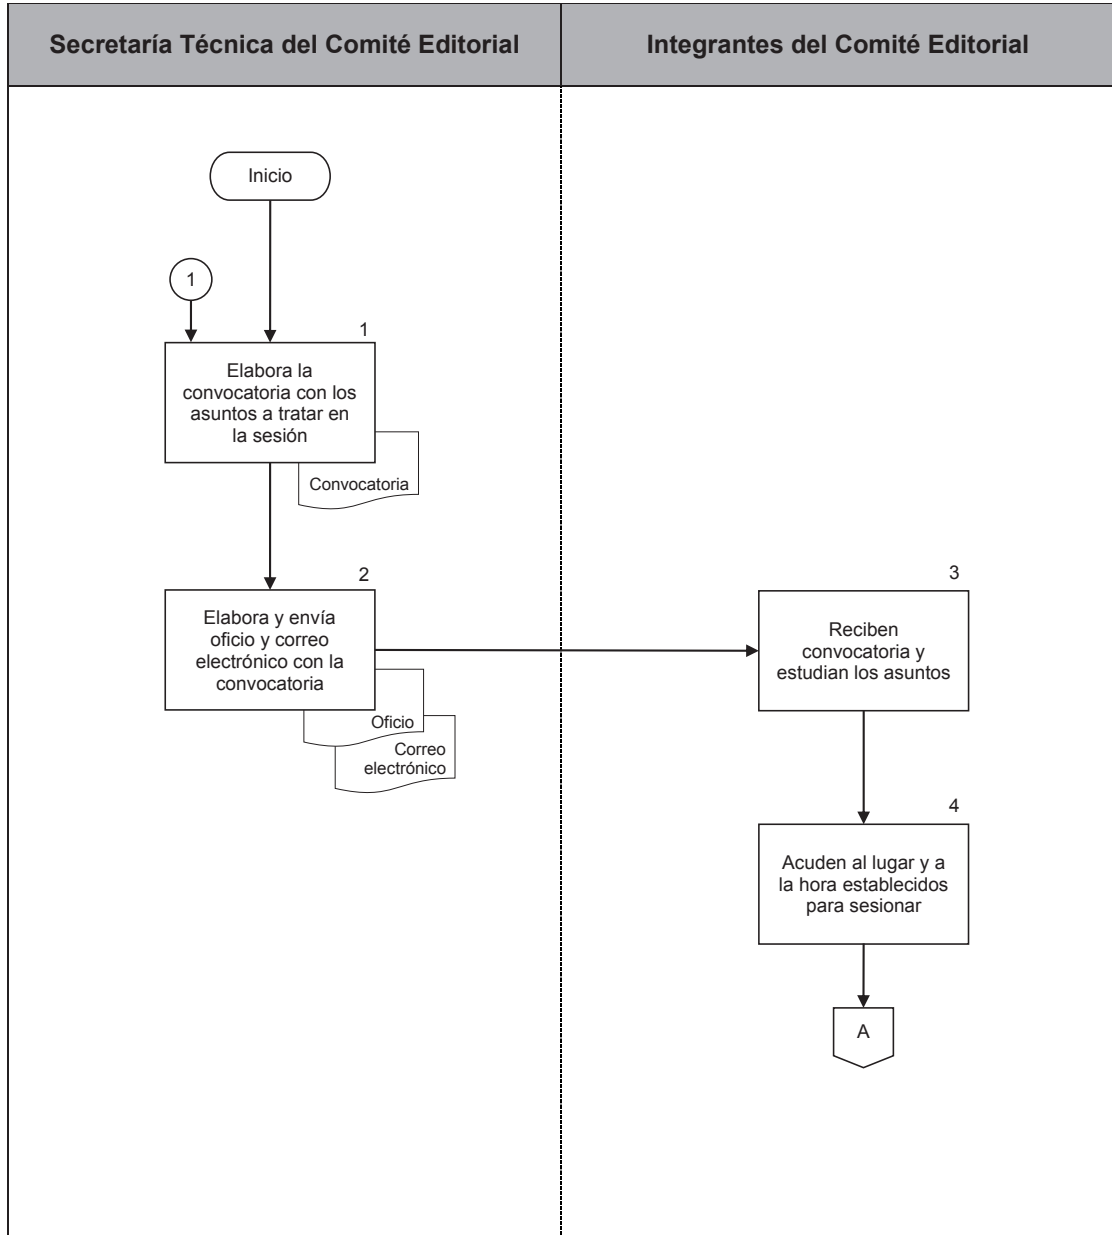 Secretaría Técnica del Comité Editorial
Integrantes del Comité Editorial
Inicio
1
1
Elabora la
convocatoria con los
asuntos a tratar en
la sesión
Convocatoria
2
Elabora y envía
oficio y correo
electrónico con la
convocatoria
Oficio
Correo
electrónico
3
Reciben
convocatoria y
estudian los asuntos
4
Acuden al lugar y a
la hora establecidos
para sesionar
A